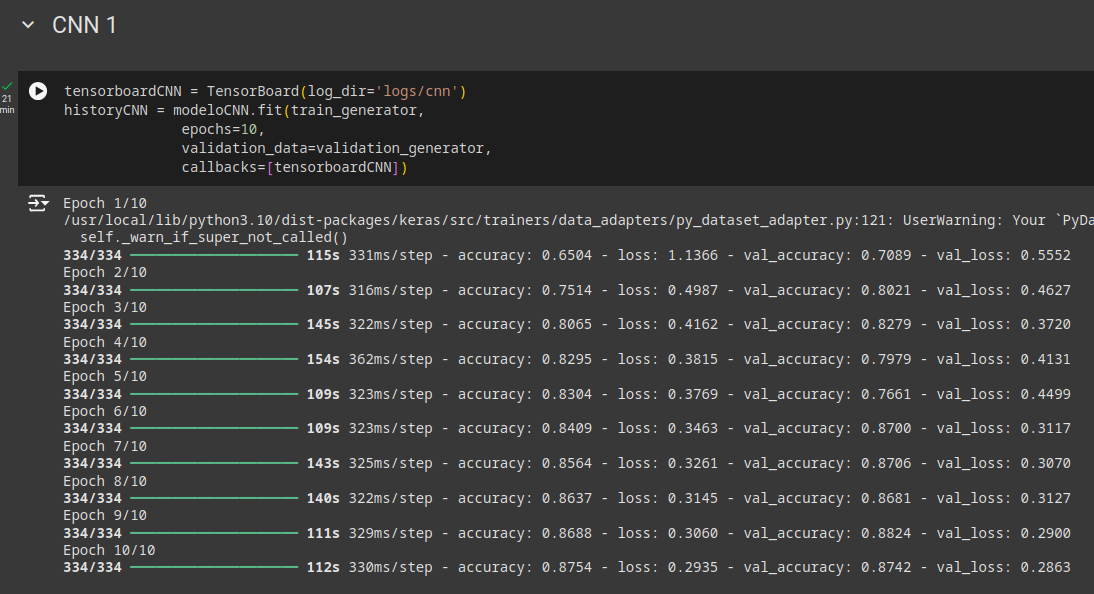 CNN 1
21
min
tensorboardCNN = TensorBoard(log_dir='logs/cnn')
historyCNN = modeloCNN.fit(train_generator,
epochs=10,
validation_data=validation_generator,
callbacks=[tensorboardCNN])
Epoch 1/10
/usr/local/lib/python3.10/dist-packages/keras/src/trainers/data_adapters/py_dataset_adapter.py:121: UserWarning: Your `PyDa
self._warn_if_super_not_called()
334/334 115s 331ms/step - accuracy: 0.6504 - loss: 1.1366 - val_accuracy: 0.7089 - val_loss: 0.5552
Epoch 2/10
334/334 107s 316ms/step - accuracy: 0.7514 - loss: 0.4987 - val_accuracy: 0.8021 - val_loss: 0.4627
Epoch 3/10
334/334 145s 322ms/step - accuracy: 0.8065 - loss: 0.4162 - val_accuracy: 0.8279 - val_loss: 0.3720
Epoch 4/10
334/334 154s 362ms/step - accuracy: 0.8295 - loss: 0.3815 - val_accuracy: 0.7979 - val_loss: 0.4131
Epoch 5/10
334/334 109s 323ms/step - accuracy: 0.8304 - loss: 0.3769 - val_accuracy: 0.7661 - val_loss: 0.4499
Epoch 6/10
334/334 109s 323ms/step - accuracy: 0.8409 - loss: 0.3463 - val_accuracy: 0.8700 - val_loss: 0.3117
Epoch 7/10
334/334 143s 325ms/step - accuracy: 0.8564 - loss: 0.3261 - val_accuracy: 0.8706 - val_loss: 0.3070
Epoch 8/10
334/334 140s 322ms/step - accuracy: 0.8637 - loss: 0.3145 - val_accuracy: 0.8681 - val_loss: 0.3127
Epoch 9/10
334/334 111s 329ms/step - accuracy: 0.8688 - loss: 0.3060 - val_accuracy: 0.8824 - val_loss: 0.2900
Epoch 10/10
334/334 112s 330ms/step - accuracy: 0.8754 - loss: 0.2935 - val_accuracy: 0.8742 - val_loss: 0.2863